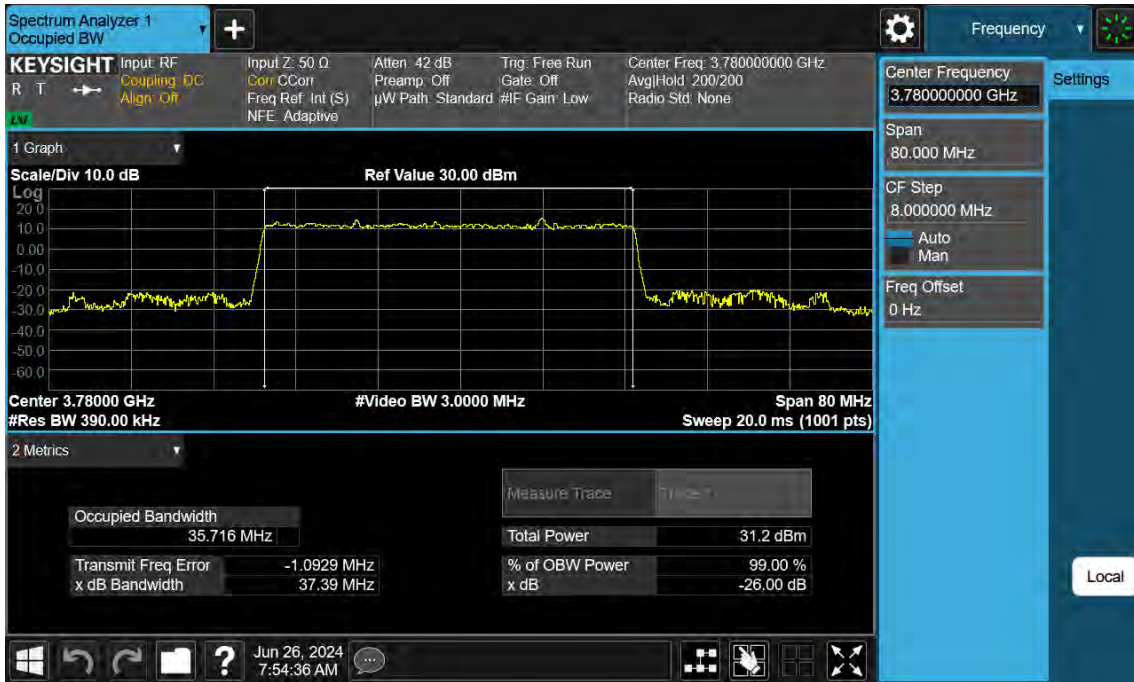 Spectrum Analyzer 1
Occupied BW
+
Frequency
KEYSIGHT
R T
LNI
Input: RF
Coupling: DC
Align: Off
Input Z: 50 Ω
Corr CCorr
Freq Ref: Int (S)
NFE: Adaptive
Atten: 42 dB
Preamp: Off
µW Path: Standard
Trig: Free Run
Gate: Off
#IF Gain: Low
Center Freq: 3.780000000 GHz
Avg|Hold: 200/200
Radio Std: None
Center Frequency
3.780000000 GHz
Settings
Span
80.000 MHz
CF Step
8.000000 MHz
Auto
Man
Freq Offset
0 Hz
Local
1 Graph
Scale/Div 10.0 dB
Ref Value 30.00 dBm
Log
20.0
10.0
0.00
-10.0
-20.0
-30.0
-40.0
-50.0
-60.0
Center 3.78000 GHz
#Video BW 3.0000 MHz
Span 80 MHz
#Res BW 390.00 kHz
Sweep 20.0 ms (1001 pts)
2 Metrics
Measure Trace
Trace 1
Occupied Bandwidth
35.716 MHz
Total Power
31.2 dBm
Transmit Freq Error
-1.0929 MHz
% of OBW Power
99.00 %
x dB Bandwidth
37.39 MHz
x dB
-26.00 dB
?
Jun 26, 2024
7:54:36 AM